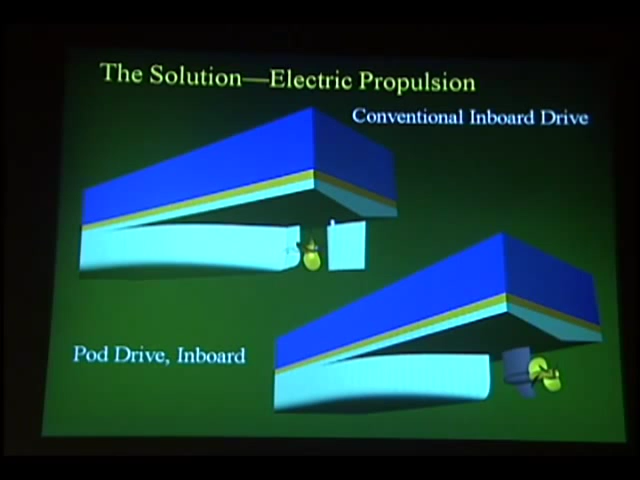 The Solution—Electric Propulsion
Conventional Inboard Drive
Pod Drive, Inboard